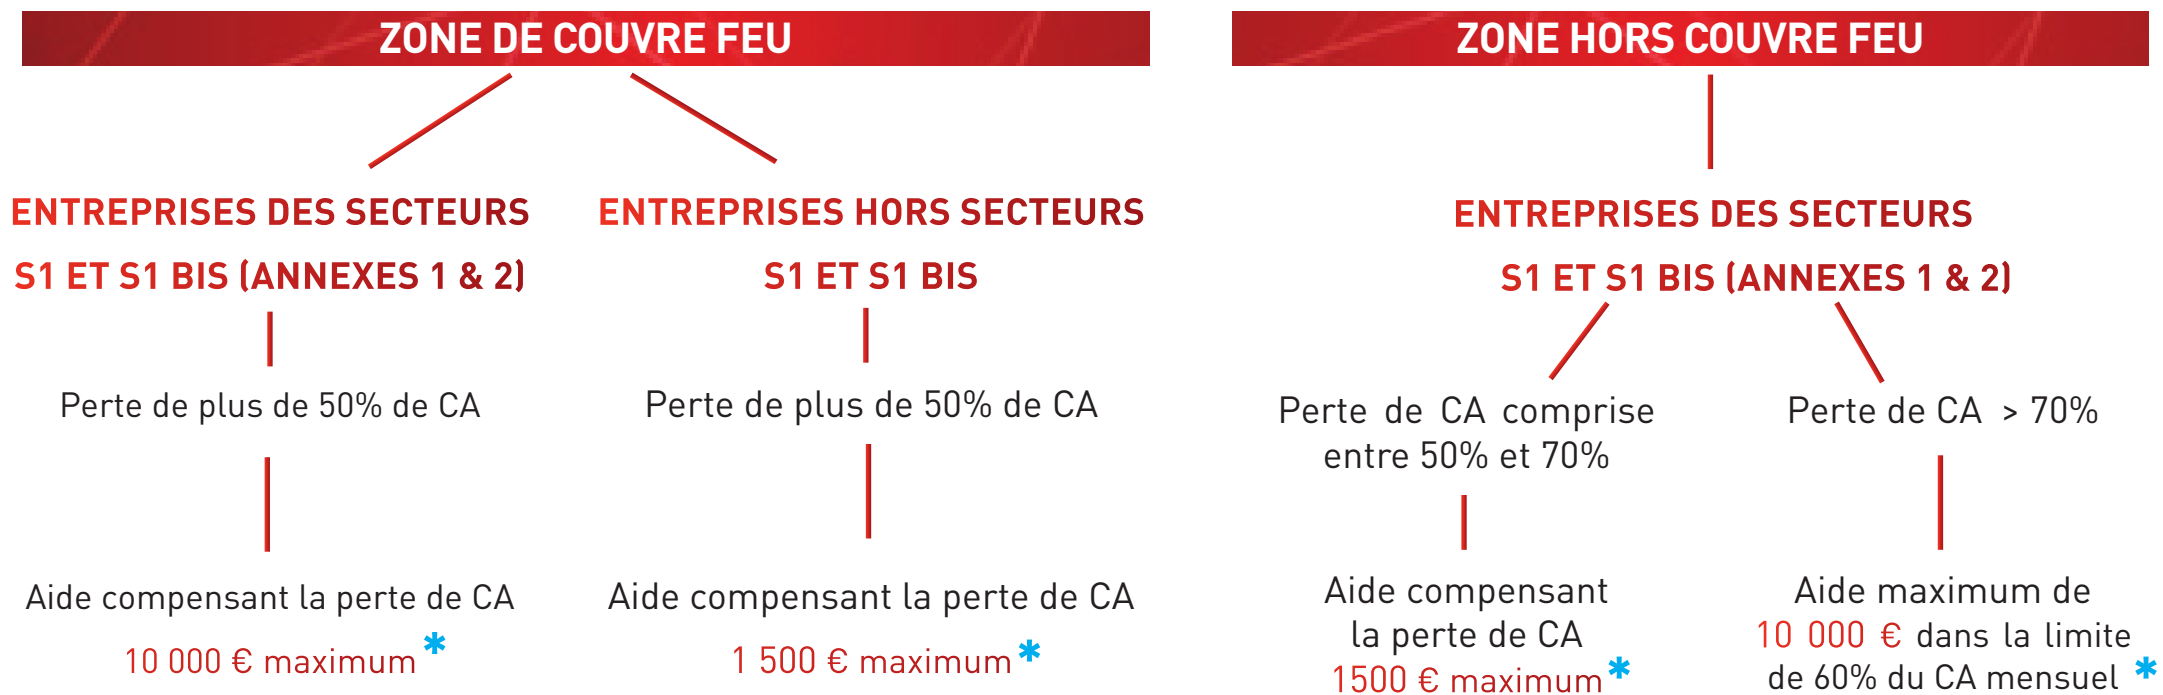 ZONE DE COUVRE FEU
ENTREPRISES DES SECTEURS
S1 ET S1 BIS (ANNEXES 1 & 2)
Perte de plus de 50% de CA
Aide compensant la perte de CA
10 000 € maximum *
ENTREPRISES HORS SECTEURS
S1 ET S1 BIS
Perte de plus de 50% de CA
Aide compensant la perte de CA
1 500 € maximum *
ZONE HORS COUVRE FEU
ENTREPRISES DES SECTEURS
S1 ET S1 BIS (ANNEXES 1 & 2)
Perte de CA comprise
entre 50% et 70%
Aide compensant
la perte de CA
1500 € maximum *
Perte de CA > 70%
Aide maximum de
10 000 € dans la limite
de 60% du CA mensuel *